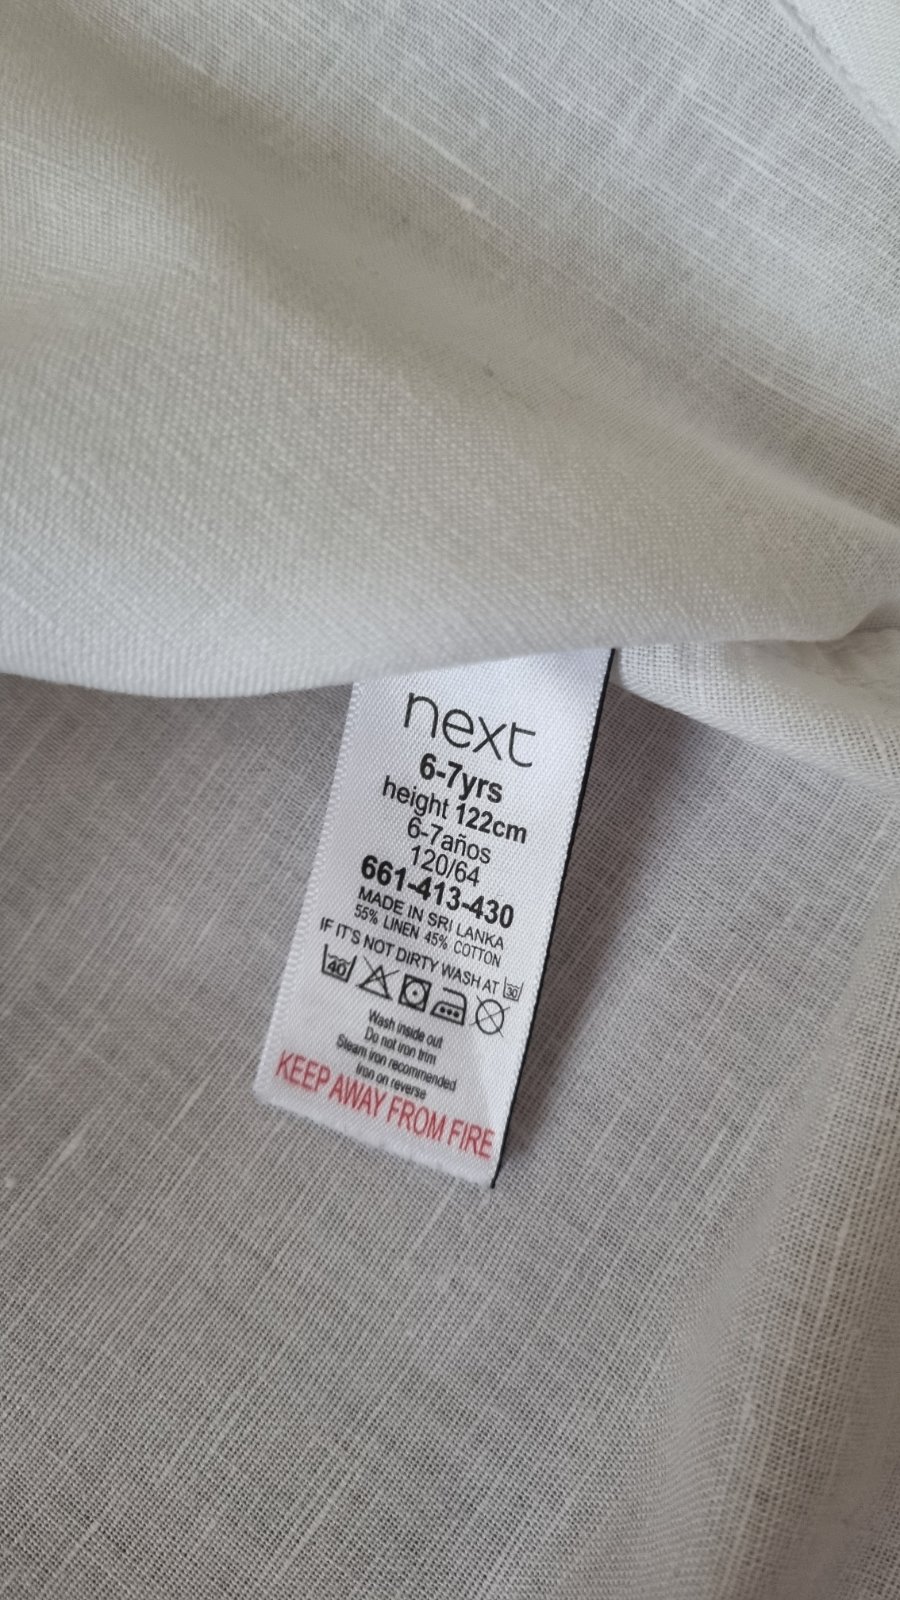 next
6-7yrs
height 122cm
6-7años
120/64
661-413-430
MADE IN SRI LANKA
55% LINEN 45% COTTON
IF IT'S NOT DIRTY WASH AT 30
40
Wash inside out
Do not iron trim
Steam iron recommended
Iron on reverse
KEEP AWAY FROM FIRE